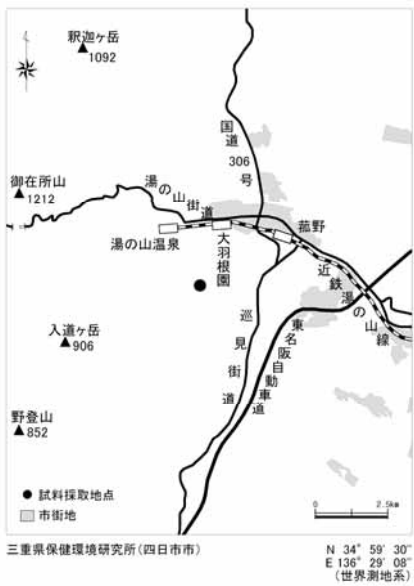 釈迦ヶ岳
▲1092
国道306号
御在所山
▲1212
湯の山街道
菰野
湯の山温泉
大羽根園
近鉄湯の山線
入道ヶ岳
▲906
巡見街道
東名阪自動車道
野登山
▲852
●試料採取地点
市街地
0 2.5km
三重県保健環境研究所(四日市市)
N 34° 59′ 30″
E 136° 29′ 08″
(世界測地系)